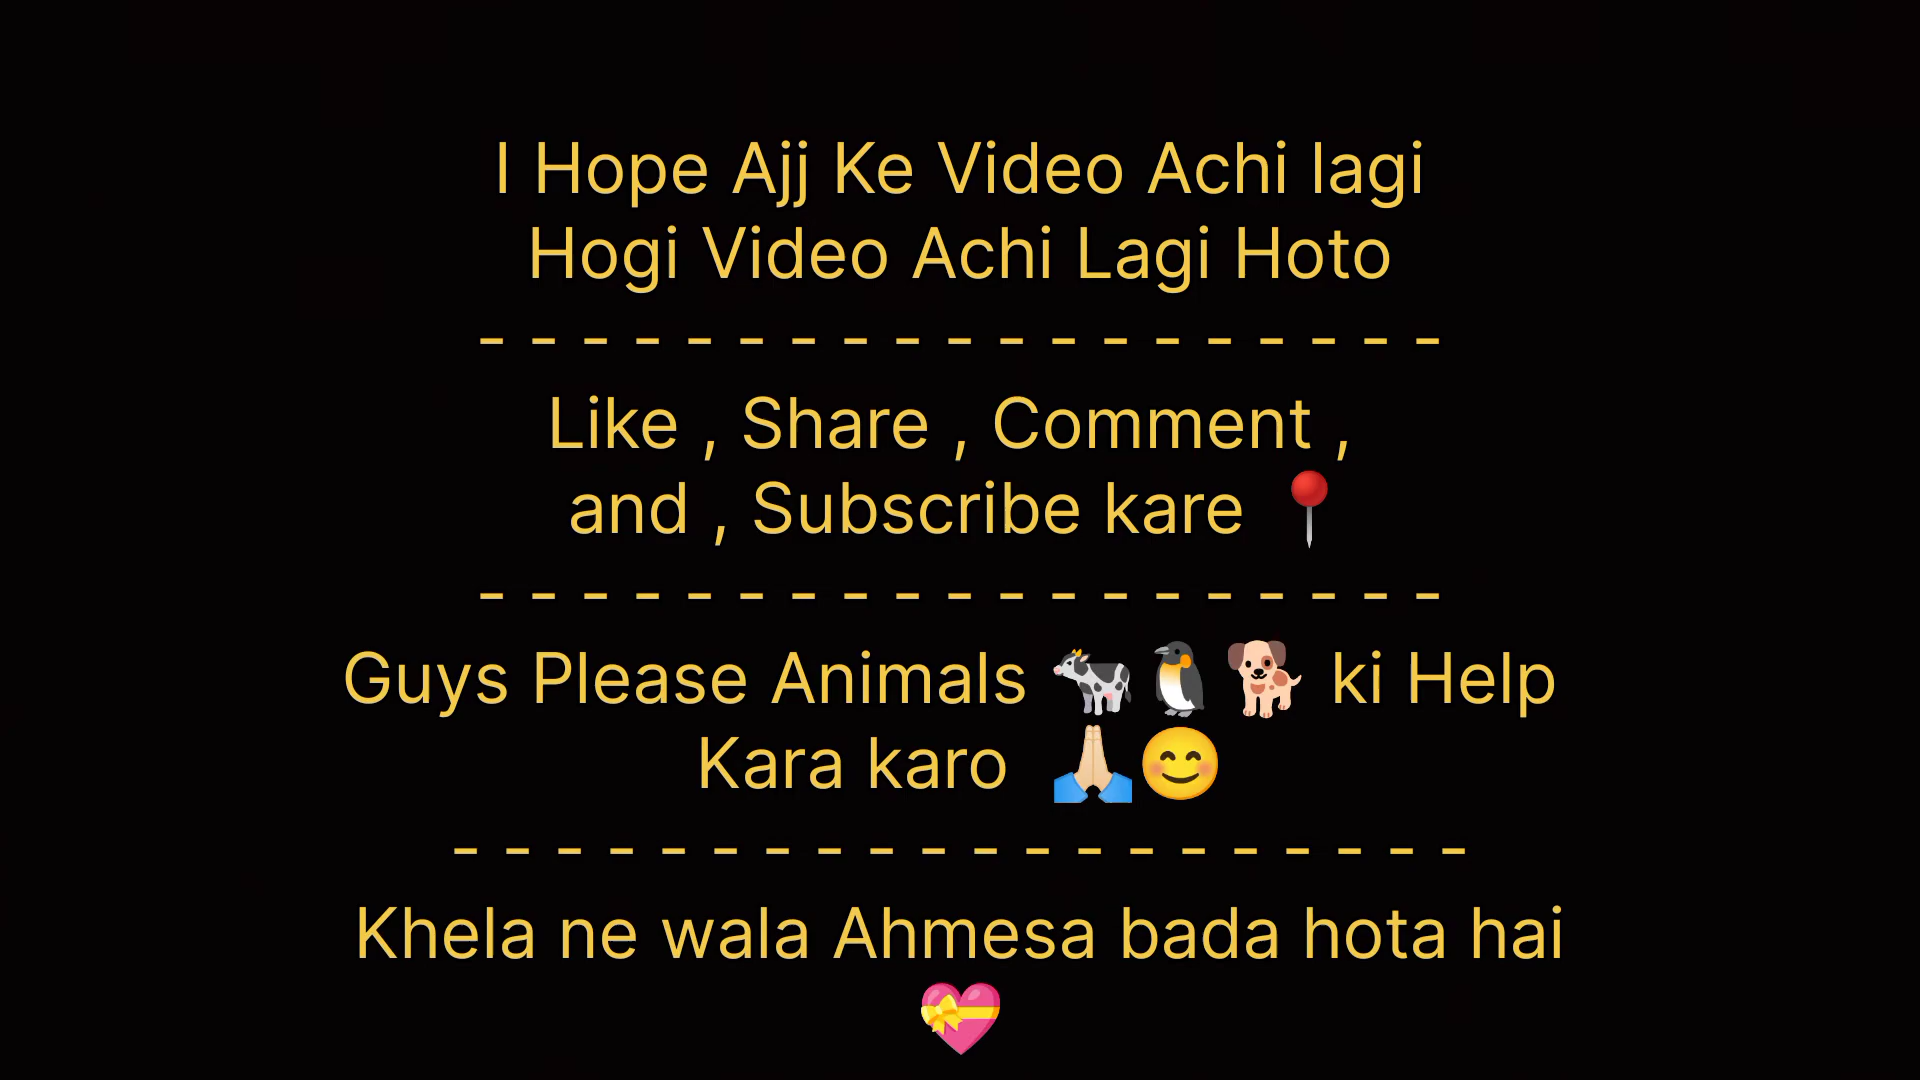 I Hope Ajj Ke Video Achi lagi
Hogi Video Achi Lagi Hoto
- - - - - - - - - - - - - - - - - - -
Like , Share , Comment ,
and , Subscribe kare 📍
- - - - - - - - - - - - - - - - - - -
Guys Please Animals 🐄🐧🐕 ki Help
Kara karo 🙏🏻😊
- - - - - - - - - - - - - - - - - - - -
Khela ne wala Ahmesa bada hota hai
💝